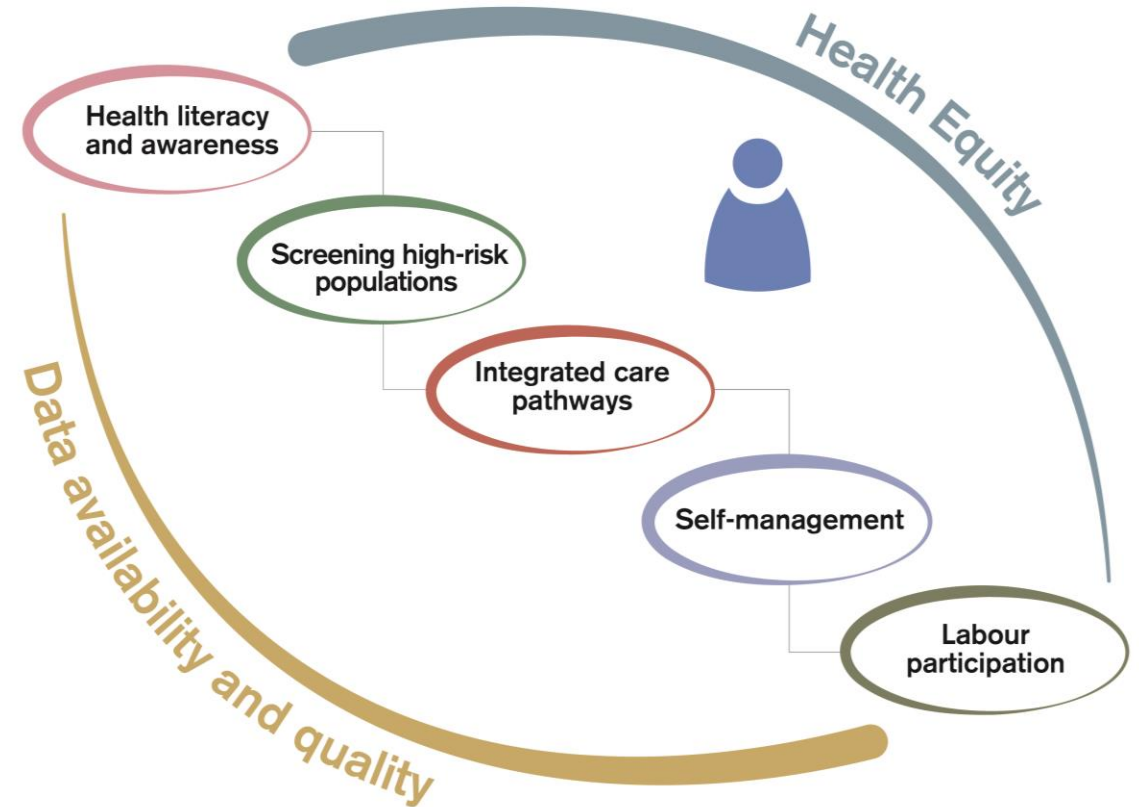 Health Equity
Health literacy
and awareness
Screening high-risk
populations
Integrated care
pathways
Self-management
Labour
participation
Data availability and quality